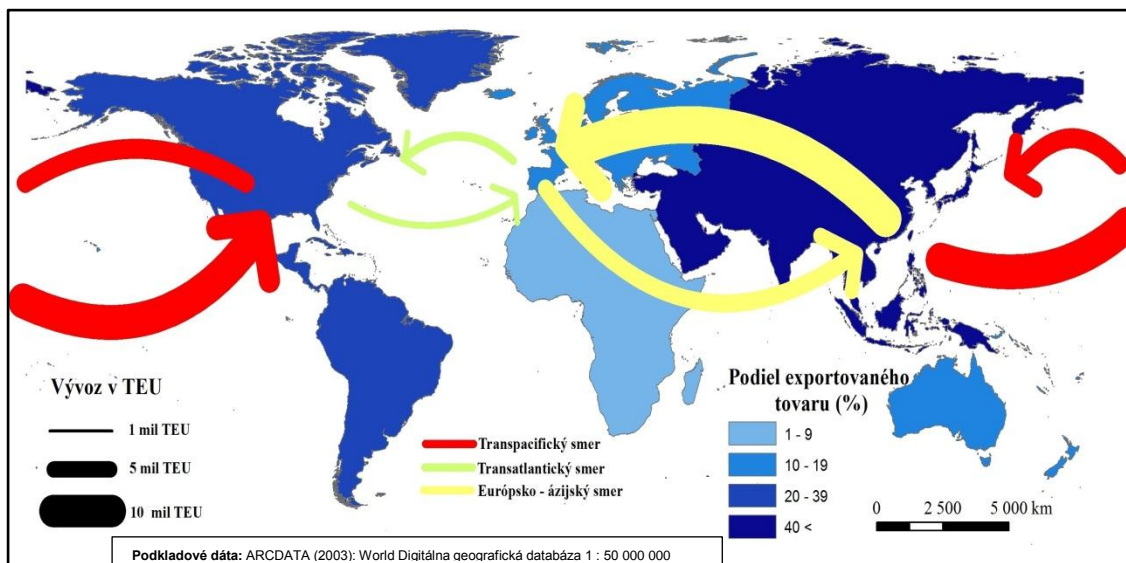 Vývoz v TEU
1 mil TEU
5 mil TEU
10 mil TEU
Transpacifický smer
Transatlantický smer
Európsko - ázijský smer
Podiel exportovaného
tovaru (%)
1 - 9
10 - 19
20 - 39
40 <
0 2 500 5 000 km
Podkladové dáta: ARCDATA (2003): World Digitálna geografická databáza 1 : 50 000 000